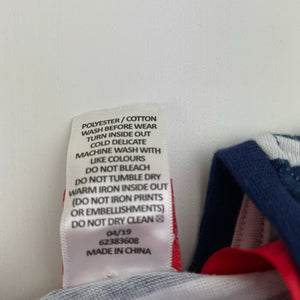 POLYESTER / COTTON
WASH BEFORE WEAR
TURN INSIDE OUT
COLD DELICATE
MACHINE WASH WITH
LIKE COLOURS
DO NOT BLEACH
DO NOT TUMBLE DRY
WARM IRON INSIDE OUT
(DO NOT IRON PRINTS
OR EMBELLISHMENTS)
DO NOT DRY CLEAN ☒
04/19
62383608
MADE IN CHINA